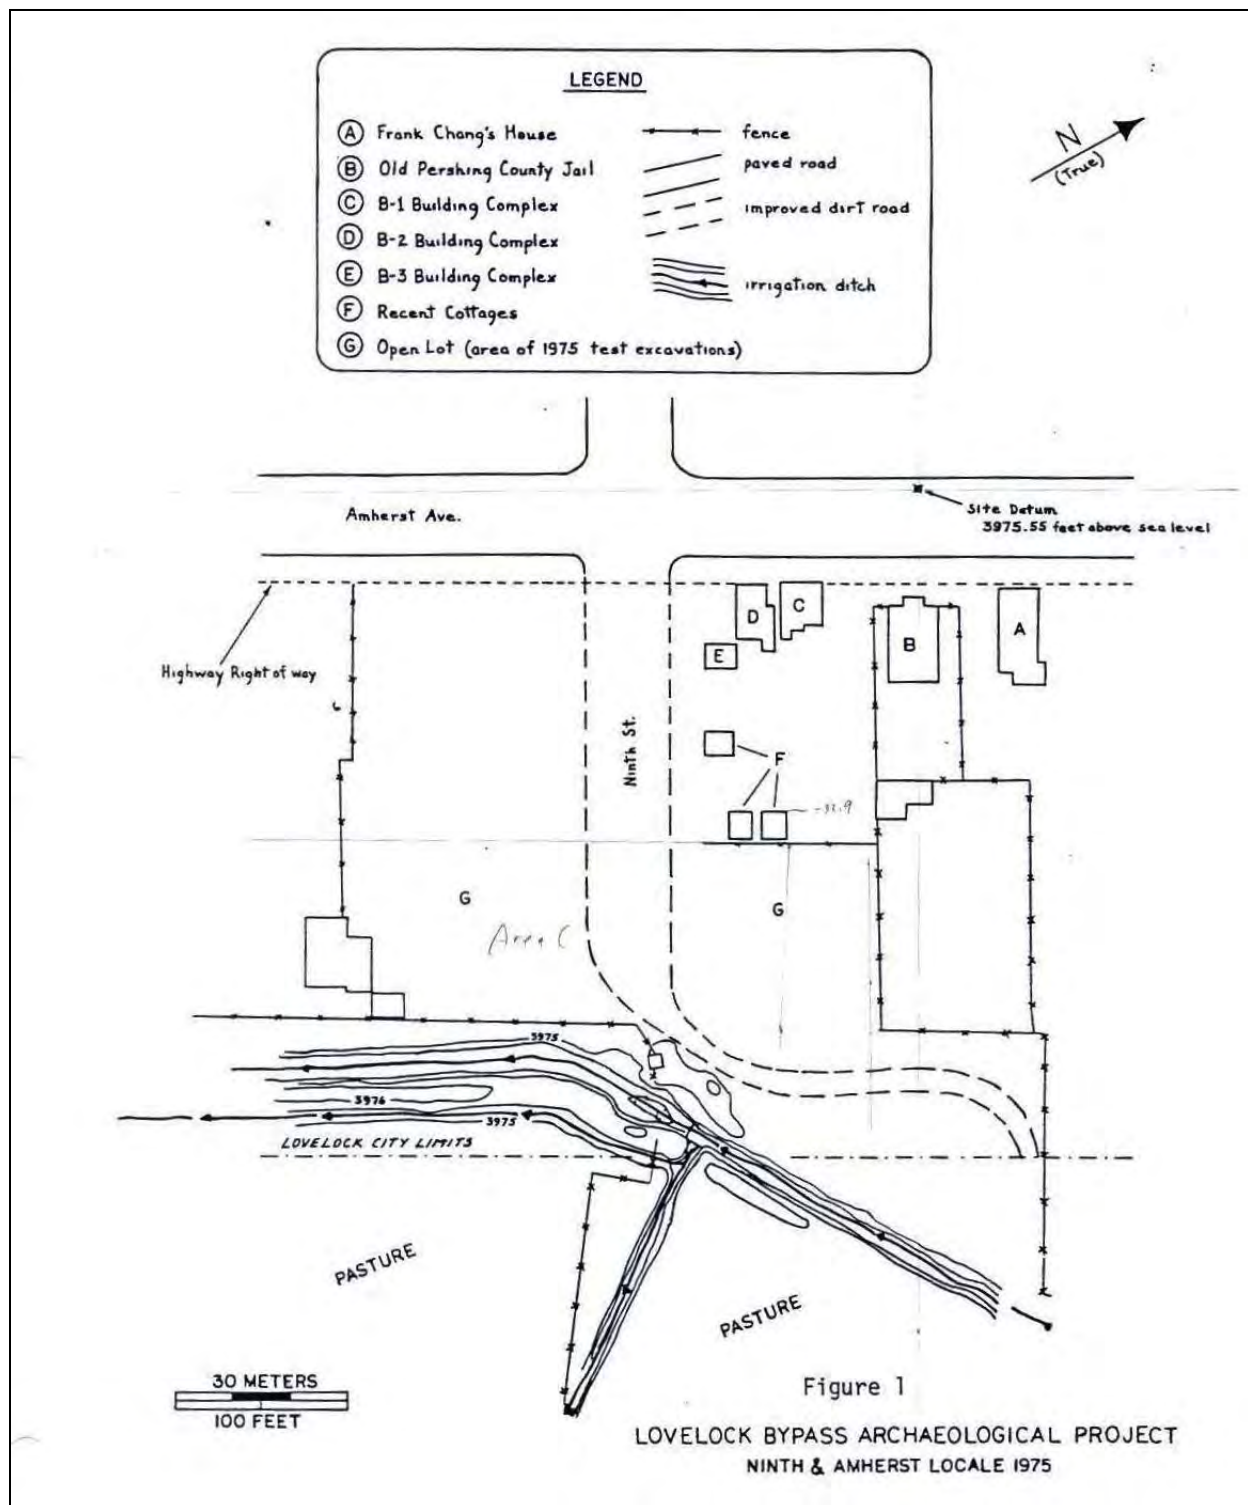 LEGEND
A Frank Chang's House
B Old Pershing County Jail
C B-1 Building Complex
D B-2 Building Complex
E B-3 Building Complex
F Recent Cottages
G Open Lot (area of 1975 test excavations)
fence
paved road
improved dirt road
irrigation ditch
N
(True)
Amherst Ave.
Site Datum
3975.55 feet above sea level
Highway Right of way
D
C
B
A
E
Ninth St.
F
-32.9
G
G
Area C
3975
3976
3975
LOVELOCK CITY LIMITS
PASTURE
PASTURE
30 METERS
100 FEET
Figure 1
LOVELOCK BYPASS ARCHAEOLOGICAL PROJECT
NINTH & AMHERST LOCALE 1975